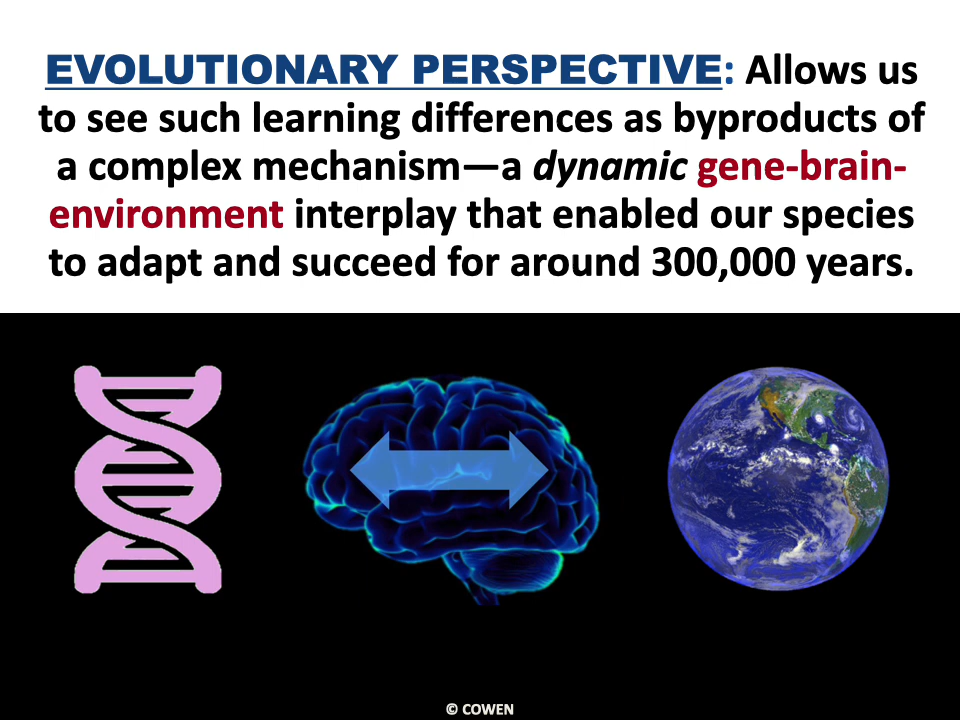 EVOLUTIONARY PERSPECTIVE: Allows us
to see such learning differences as byproducts of
a complex mechanism—a dynamic gene-brain-
environment interplay that enabled our species
to adapt and succeed for around 300,000 years.
© COWEN